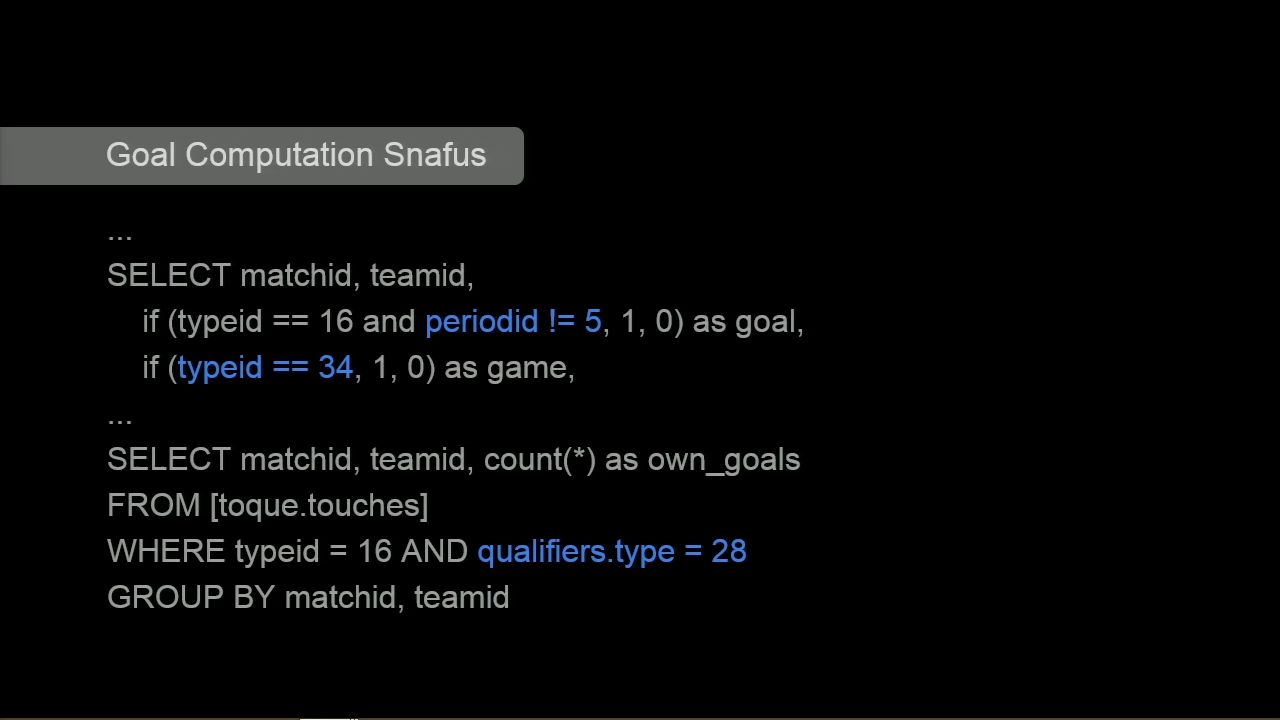 Goal Computation Snafus
...
SELECT matchid, teamid,
if (typeid == 16 and periodid != 5, 1, 0) as goal,
if (typeid == 34, 1, 0) as game,
...
SELECT matchid, teamid, count(*) as own_goals
FROM [toque.touches]
WHERE typeid = 16 AND qualifiers.type = 28
GROUP BY matchid, teamid